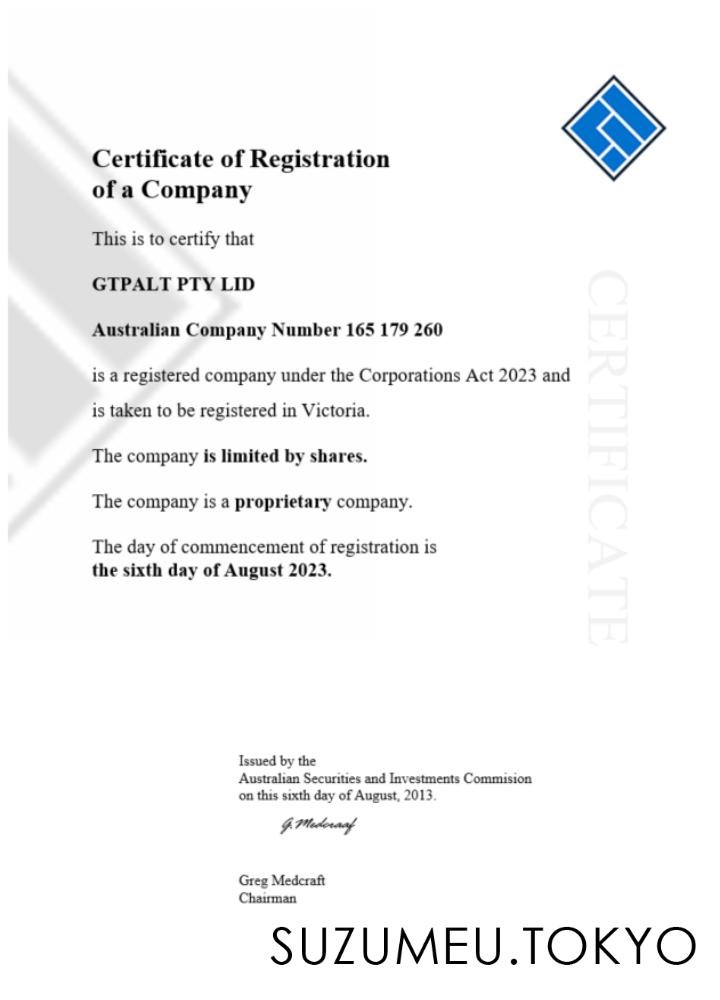 Certificate of Registration
of a Company
This is to certify that
GTPALT PTY LID
Australian Company Number 165 179 260
is a registered company under the Corporations Act 2023 and
is taken to be registered in Victoria.
The company is limited by shares.
The company is a proprietary company.
The day of commencement of registration is
the sixth day of August 2023.
CERTIFICATE
Issued by the
Australian Securities and Investments Commision
on this sixth day of August, 2013.
G.Medcraaf
Greg Medcraft
Chairman
SUZUMEU.TOKYO